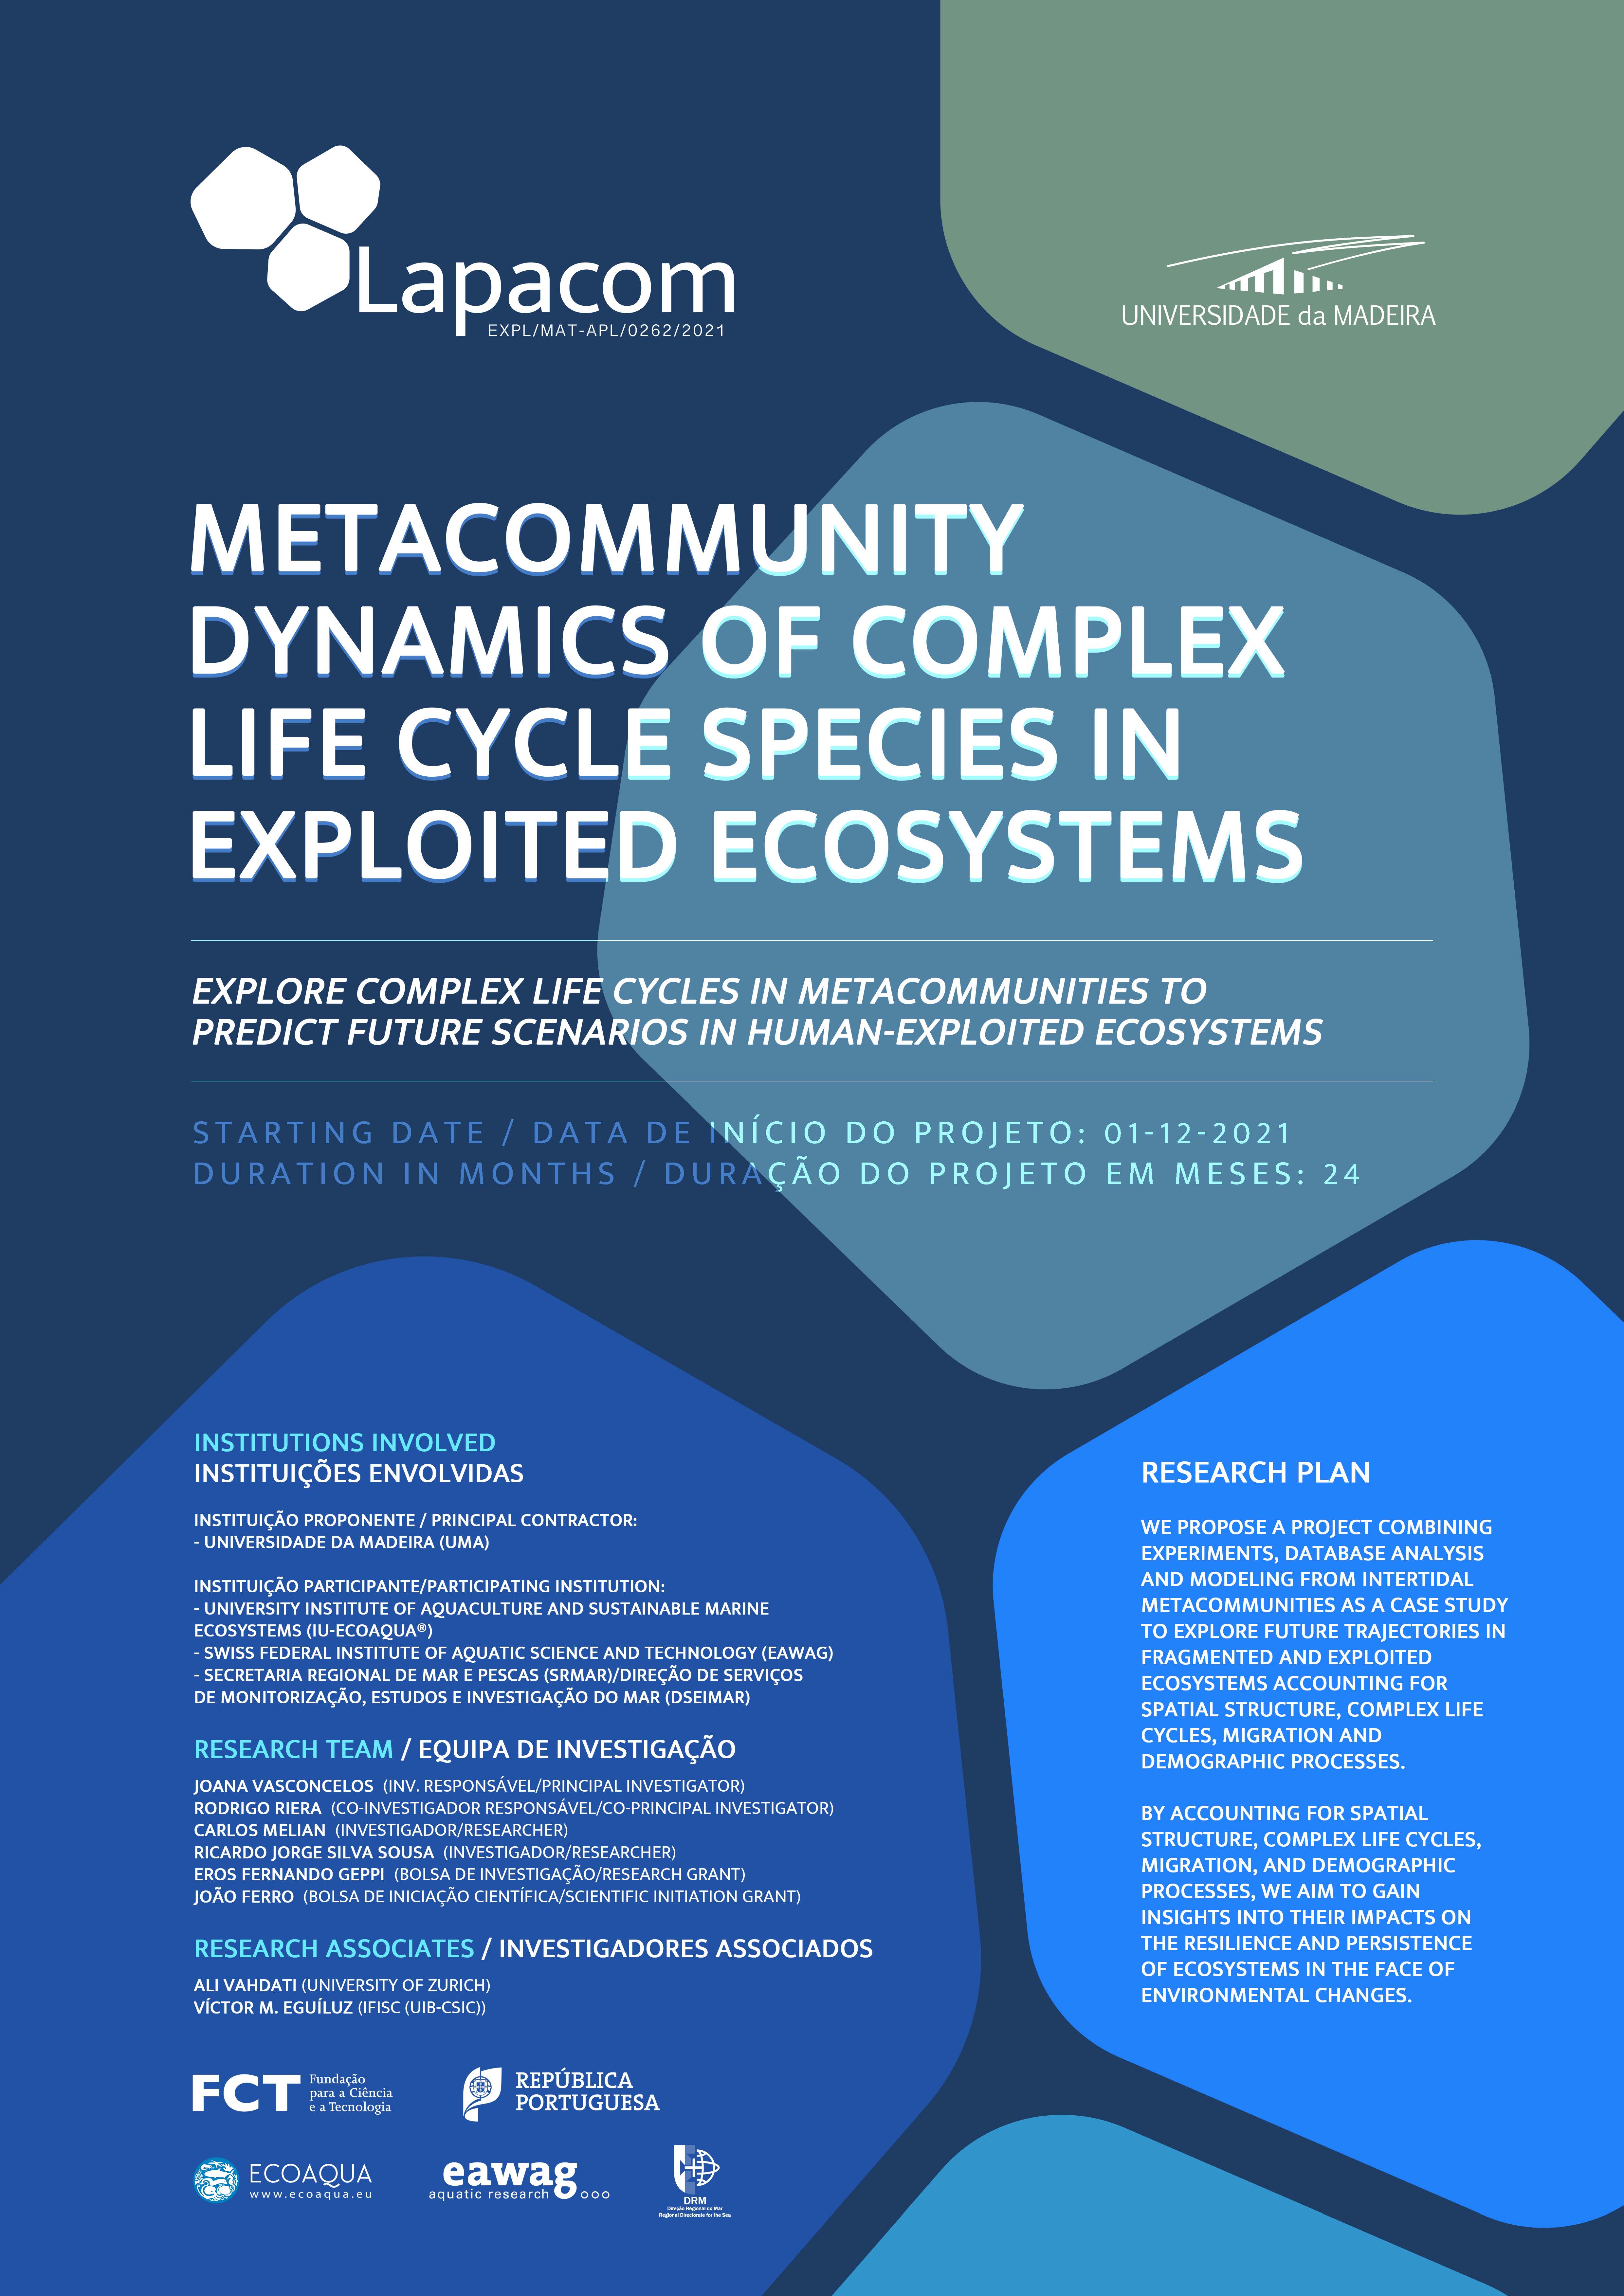 Lapacom
EXPL/MAT-APL/0262/2021
UNIVERSIDADE da MADEIRA
METACOMMUNITY
DYNAMICS OF COMPLEX
LIFE CYCLE SPECIES IN
EXPLOITED ECOSYSTEMS
EXPLORE COMPLEX LIFE CYCLES IN METACOMMUNITIES TO
PREDICT FUTURE SCENARIOS IN HUMAN-EXPLOITED ECOSYSTEMS
STARTING DATE / DATA DE INÍCIO DO PROJETO: 01-12-2021
DURATION IN MONTHS / DURAÇÃO DO PROJETO EM MESES: 24
INSTITUTIONS INVOLVED
INSTITUIÇÕES ENVOLVIDAS
INSTITUIÇÃO PROPONENTE / PRINCIPAL CONTRACTOR:
- UNIVERSIDADE DA MADEIRA (UMA)
INSTITUIÇÃO PARTICIPANTE/PARTICIPATING INSTITUTION:
- UNIVERSITY INSTITUTE OF AQUACULTURE AND SUSTAINABLE MARINE
ECOSYSTEMS (IU-ECOAQUA®)
- SWISS FEDERAL INSTITUTE OF AQUATIC SCIENCE AND TECHNOLOGY (EAWAG)
- SECRETARIA REGIONAL DE MAR E PESCAS (SRMAR)/DIREÇÃO DE SERVIÇOS
DE MONITORIZAÇÃO, ESTUDOS E INVESTIGAÇÃO DO MAR (DSEIMAR)
RESEARCH TEAM / EQUIPA DE INVESTIGAÇÃO
JOANA VASCONCELOS (INV. RESPONSÁVEL/PRINCIPAL INVESTIGATOR)
RODRIGO RIERA (CO-INVESTIGADOR RESPONSÁVEL/CO-PRINCIPAL INVESTIGATOR)
CARLOS MELIAN (INVESTIGADOR/RESEARCHER)
RICARDO JORGE SILVA SOUSA (INVESTIGADOR/RESEARCHER)
EROS FERNANDO GEPPI (BOLSA DE INVESTIGAÇÃO/RESEARCH GRANT)
JOÃO FERRO (BOLSA DE INICIAÇÃO CIENTÍFICA/SCIENTIFIC INITIATION GRANT)
RESEARCH ASSOCIATES / INVESTIGADORES ASSOCIADOS
ALI VAHDATI (UNIVERSITY OF ZURICH)
VÍCTOR M. EGUÍLUZ (IFISC (UIB-CSIC))
RESEARCH PLAN
WE PROPOSE A PROJECT COMBINING
EXPERIMENTS, DATABASE ANALYSIS
AND MODELING FROM INTERTIDAL
METACOMMUNITIES AS A CASE STUDY
TO EXPLORE FUTURE TRAJECTORIES IN
FRAGMENTED AND EXPLOITED
ECOSYSTEMS ACCOUNTING FOR
SPATIAL STRUCTURE, COMPLEX LIFE
CYCLES, MIGRATION AND
DEMOGRAPHIC PROCESSES.
BY ACCOUNTING FOR SPATIAL
STRUCTURE, COMPLEX LIFE CYCLES,
MIGRATION, AND DEMOGRAPHIC
PROCESSES, WE AIM TO GAIN
INSIGHTS INTO THEIR IMPACTS ON
THE RESILIENCE AND PERSISTENCE
OF ECOSYSTEMS IN THE FACE OF
ENVIRONMENTAL CHANGES.
FCT
Fundação
para a Ciência
e a Tecnologia
REPÚBLICA
PORTUGUESA
ECOAQUA
www.ecoaqua.eu
eawag
aquatic research
DRM
Direção Regional do Mar
Regional Directorate for the Sea